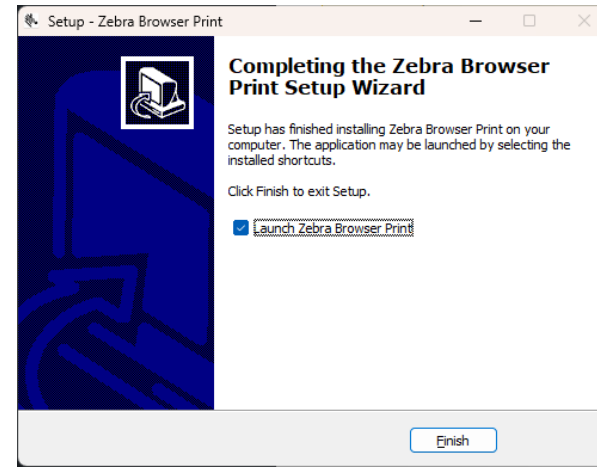 Setup - Zebra Browser Print
Completing the Zebra Browser
Print Setup Wizard
Setup has finished installing Zebra Browser Print on your
computer. The application may be launched by selecting the
installed shortcuts.
Click Finish to exit Setup.
Launch Zebra Browser Print
Finish